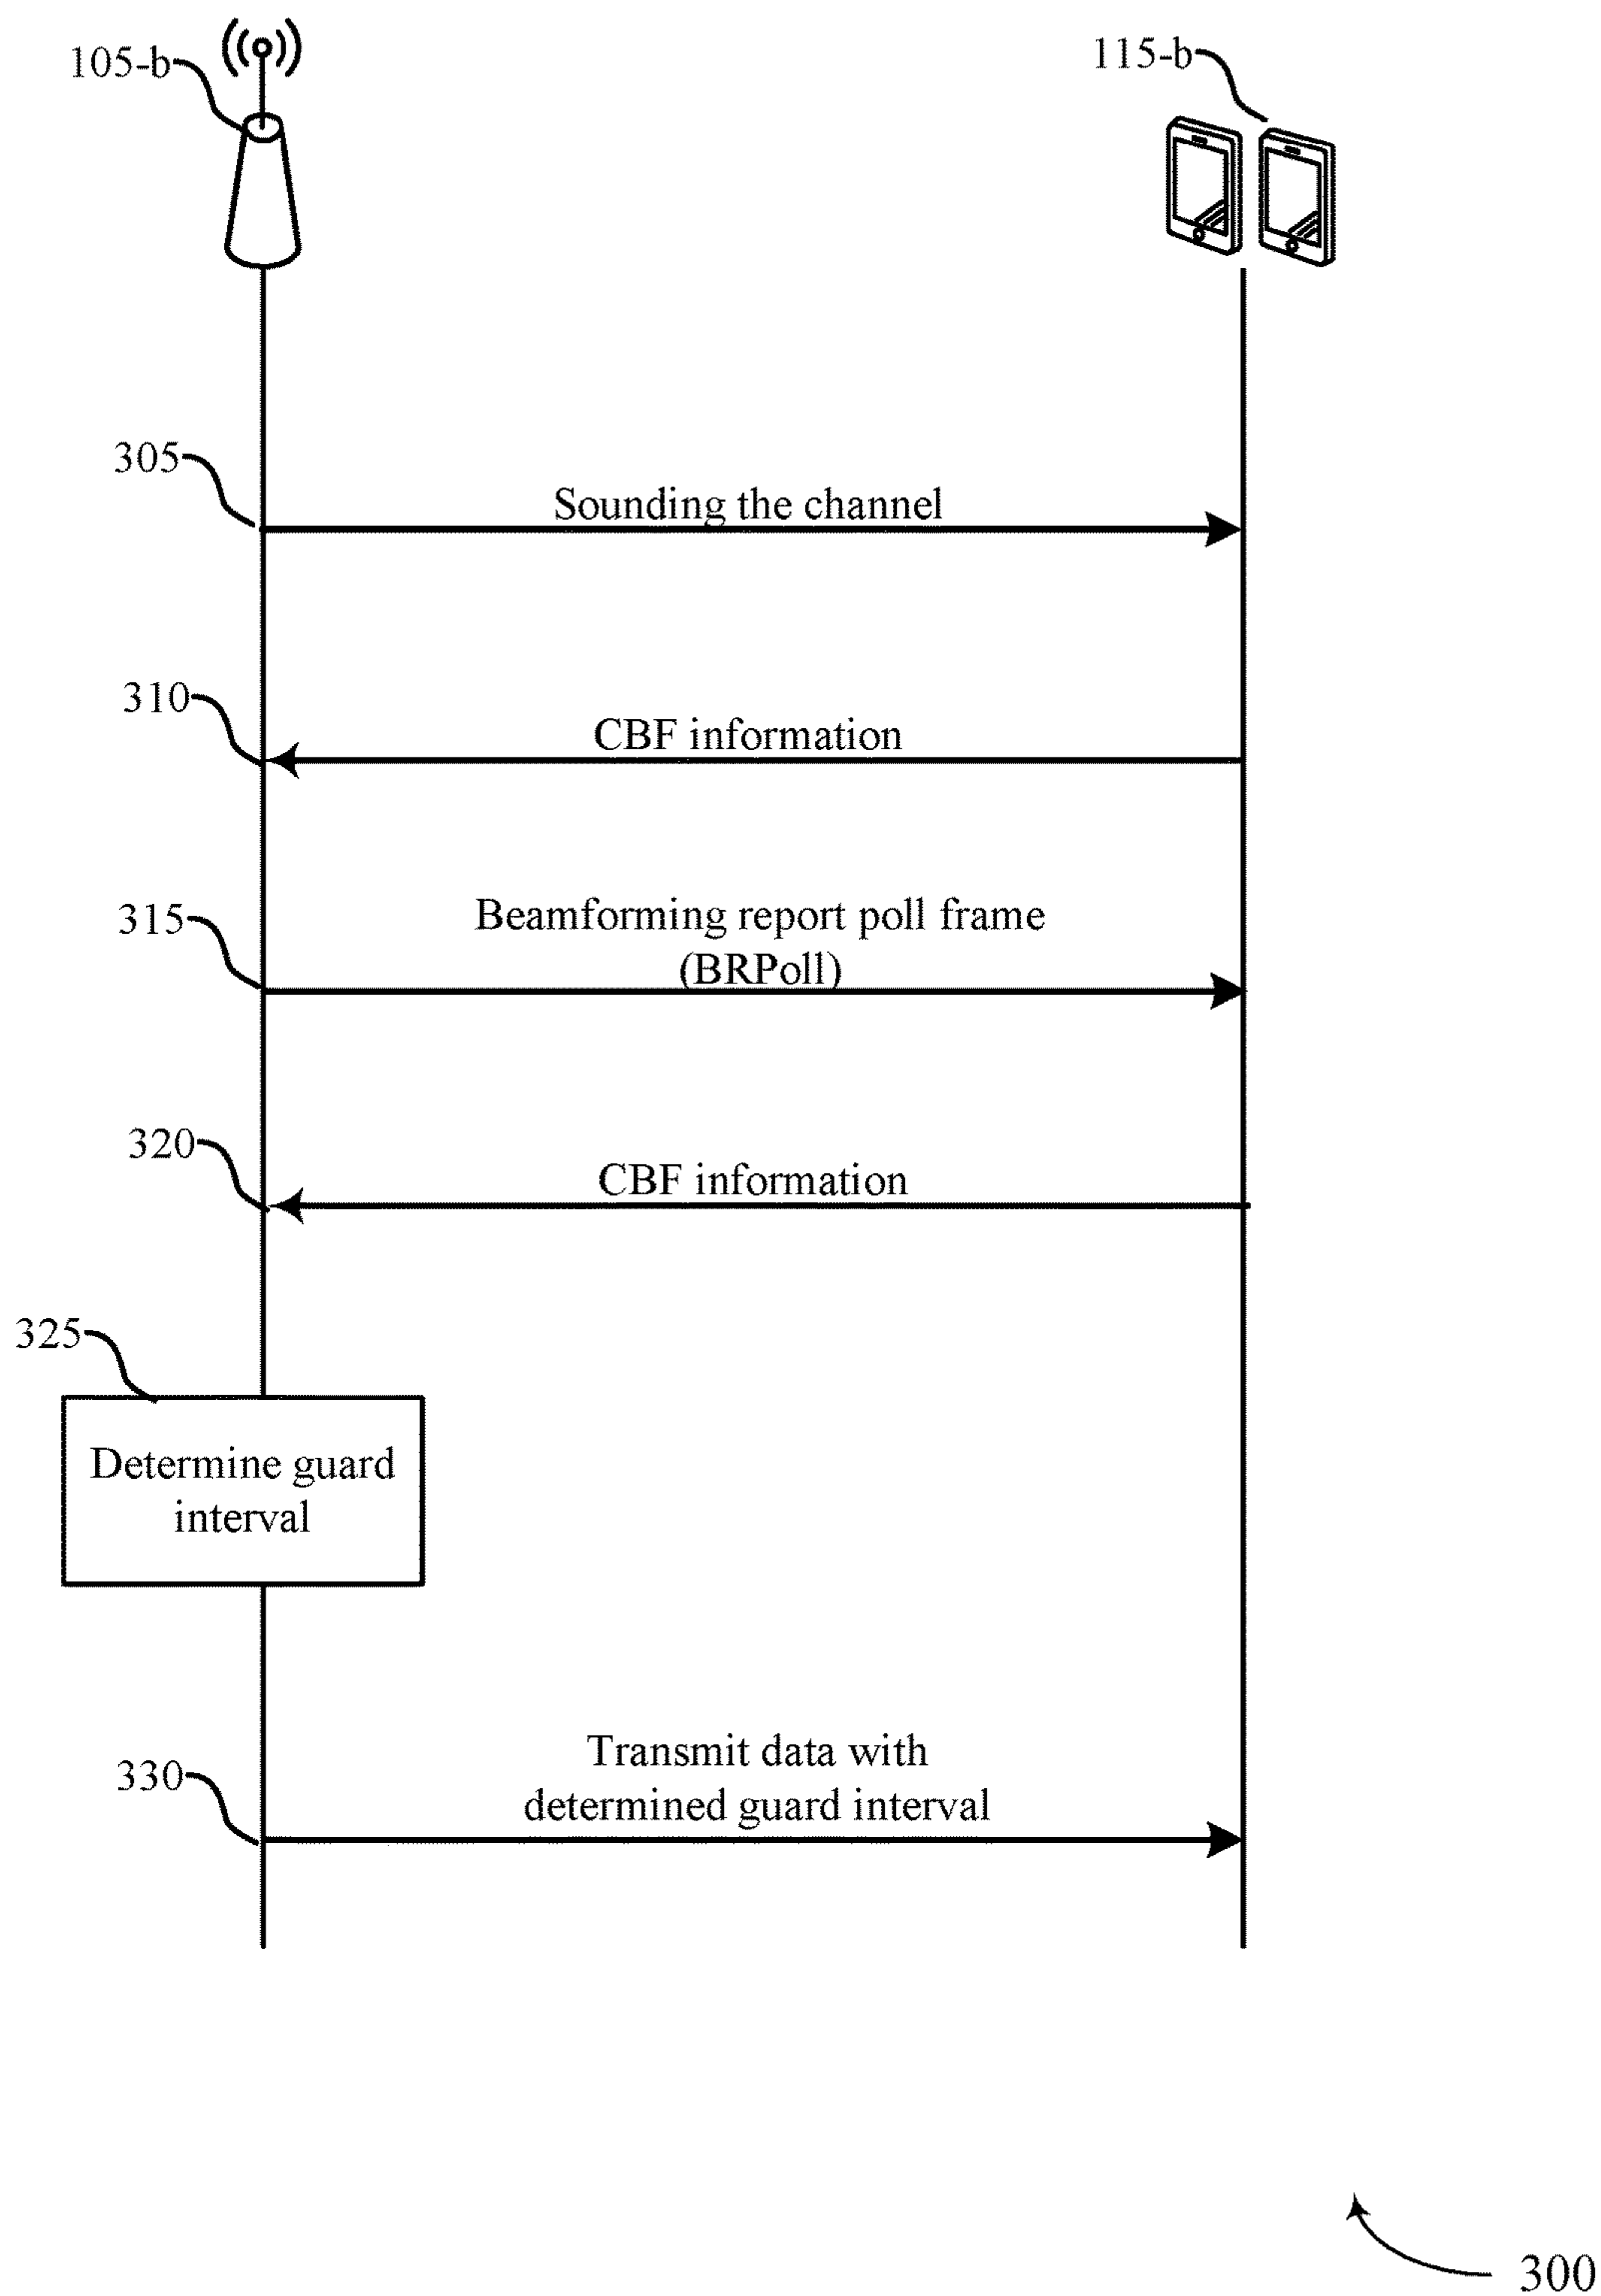 105-b
115-b
305
Sounding the channel
310
CBF information
315
Beamforming report poll frame
(BRPoll)
320
CBF information
325
Determine guard
interval
330
Transmit data with
determined guard interval
300